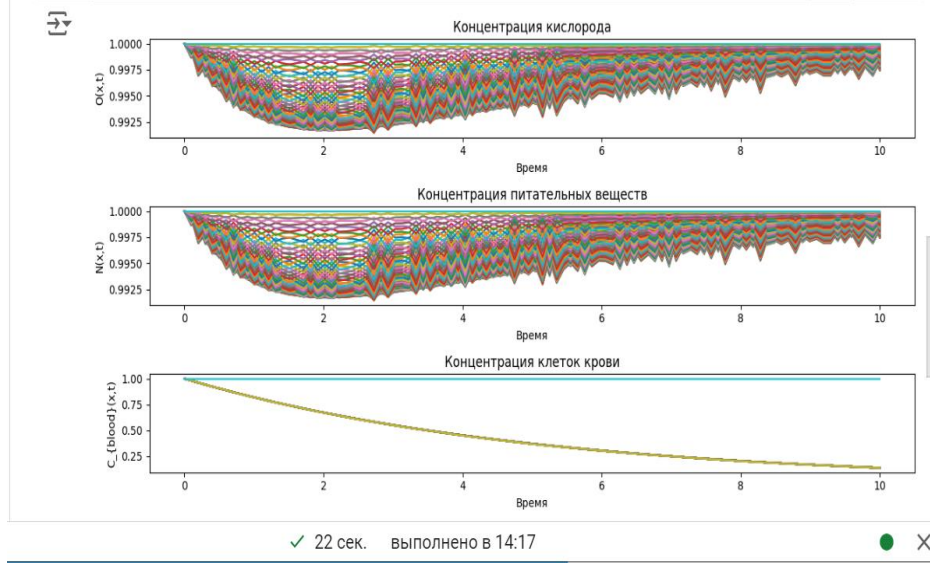 Концентрация кислорода
1.0000
0.9975
0.9950
0.9925
O(x,t)
0 2 4 6 8 10
Время
Концентрация питательных веществ
1.0000
0.9975
0.9950
0.9925
N(x,t)
0 2 4 6 8 10
Время
Концентрация клеток крови
1.00
0.75
0.50
0.25
C_{blood}(x,t)
0 2 4 6 8 10
Время
22 сек. выполнено в 14:17